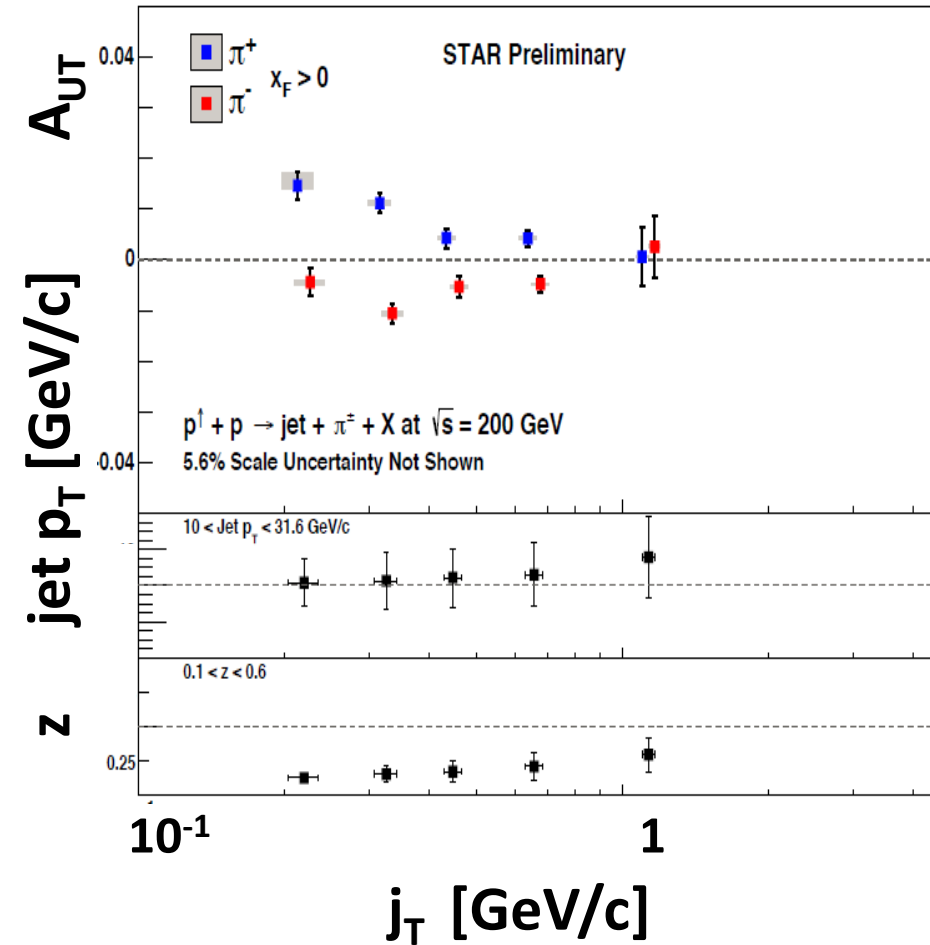 A_UT
0.04
π⁺
π⁻
x_F > 0
STAR Preliminary
0
p↑ + p → jet + π± + X at √s = 200 GeV
-0.04
5.6% Scale Uncertainty Not Shown
jet p_T [GeV/c]
10 < Jet p_T < 31.6 GeV/c
z
0.1 < z < 0.6
0.25
10⁻¹
1
j_T [GeV/c]